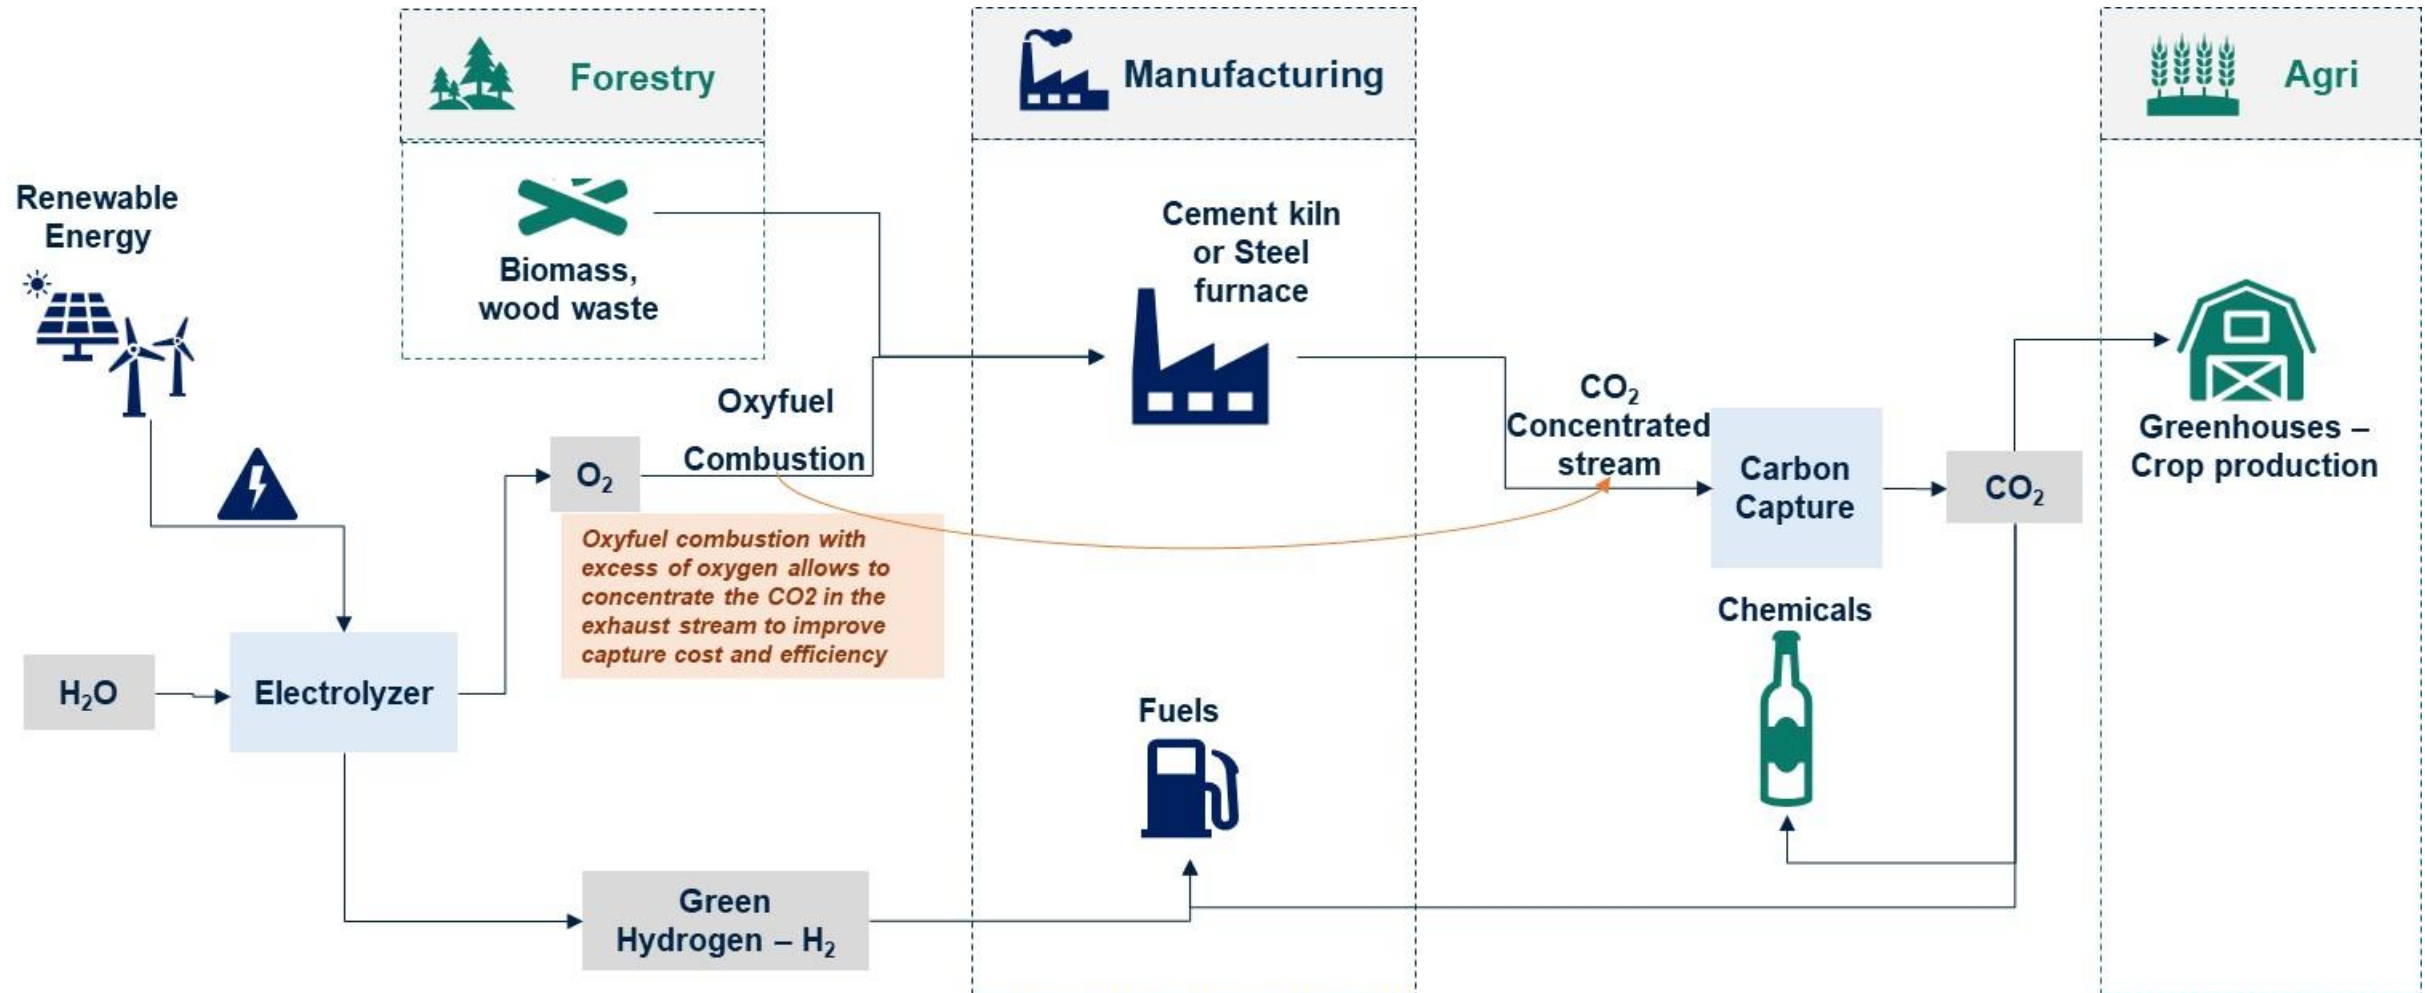 Forestry
Manufacturing
Agri
Renewable
Energy
Biomass,
wood waste
Cement kiln
or Steel
furnace
Oxyfuel
Combustion
O₂
CO₂
Concentrated
stream
Carbon
Capture
CO₂
Greenhouses –
Crop production
Oxyfuel combustion with
excess of oxygen allows to
concentrate the CO2 in the
exhaust stream to improve
capture cost and efficiency
Chemicals
H₂O
Electrolyzer
Fuels
Green
Hydrogen – H₂